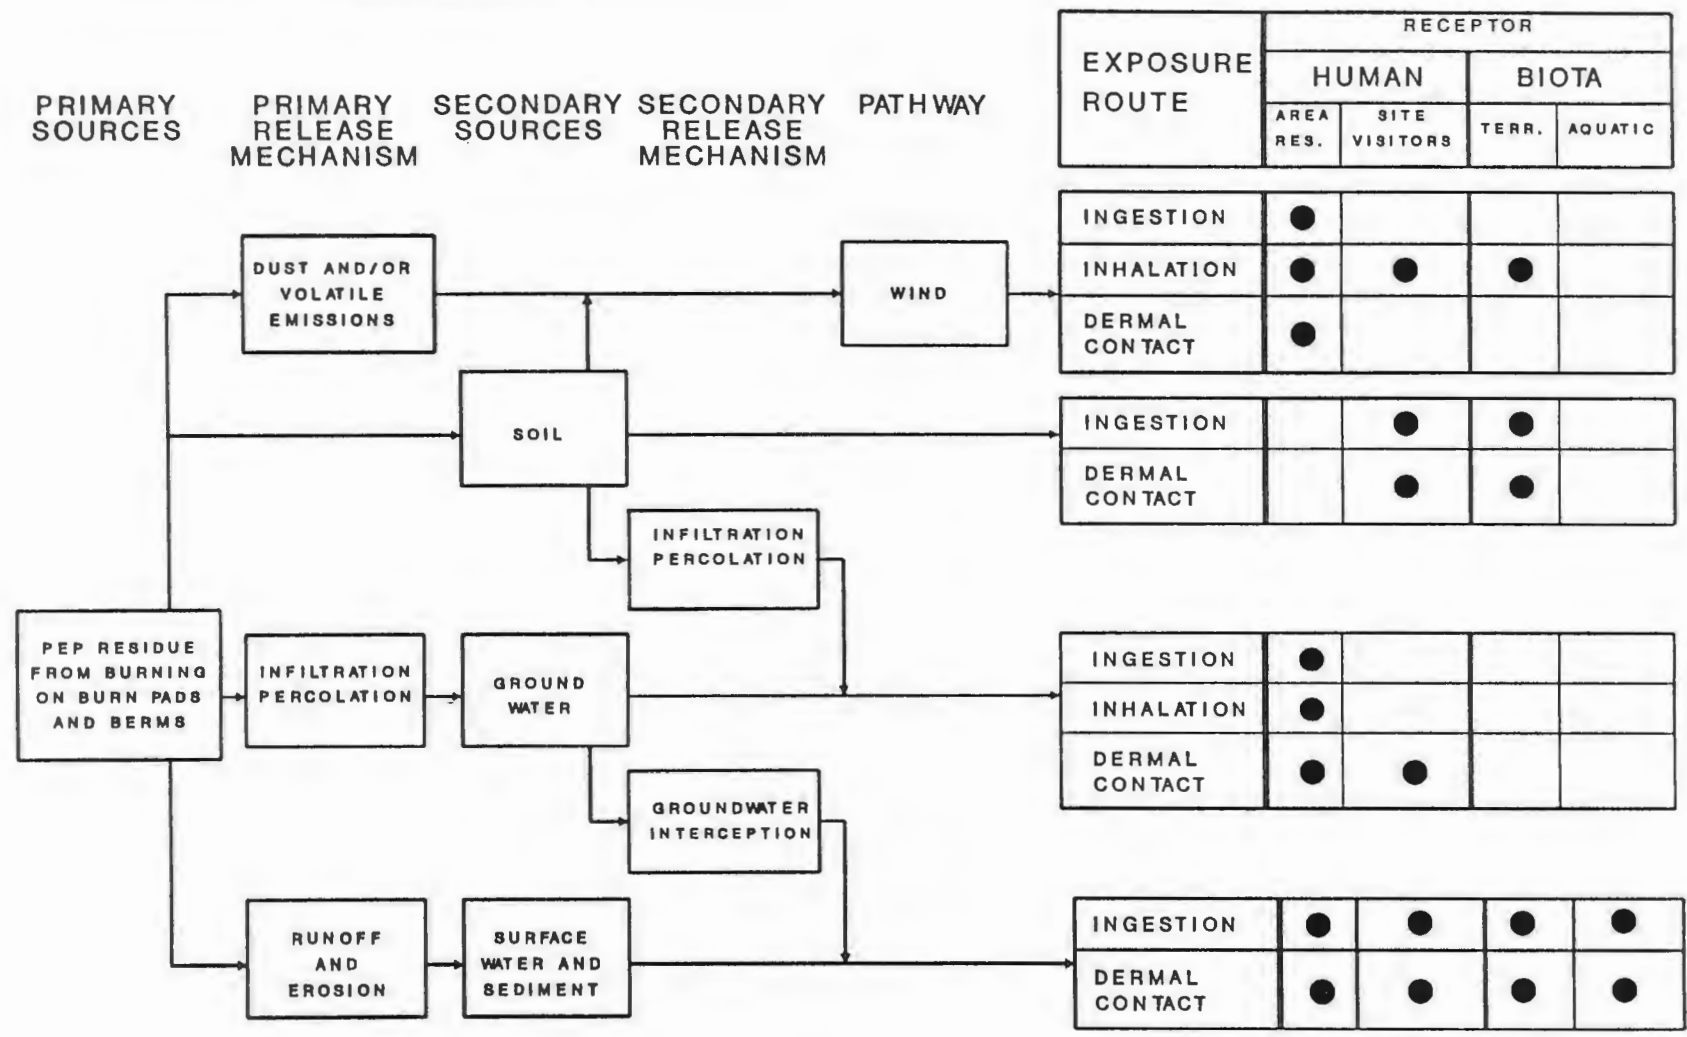 PRIMARY
SOURCES
PRIMARY
RELEASE
MECHANISM
SECONDARY
SOURCES
SECONDARY
RELEASE
MECHANISM
PATHWAY
EXPOSURE
ROUTE
RECEPTOR
HUMAN
BIOTA
AREA
RES.
SITE
VISITORS
TERR.
AQUATIC
DUST AND/OR
VOLATILE
EMISSIONS
WIND
INGESTION
INHALATION
DERMAL
CONTACT
SOIL
INGESTION
DERMAL
CONTACT
INFILTRATION
PERCOLATION
PEP RESIDUE
FROM BURNING
ON BURN PADS
AND BERMS
INFILTRATION
PERCOLATION
GROUND
WATER
INGESTION
INHALATION
DERMAL
CONTACT
GROUNDWATER
INTERCEPTION
RUNOFF
AND
EROSION
SURFACE
WATER AND
SEDIMENT
INGESTION
DERMAL
CONTACT